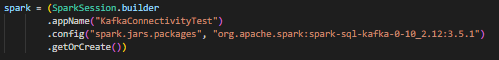 spark = (SparkSession.builder
.appName("KafkaConnectivityTest")
.config("spark.jars.packages", "org.apache.spark:spark-sql-kafka-0-10_2.12:3.5.1")
.getOrCreate())